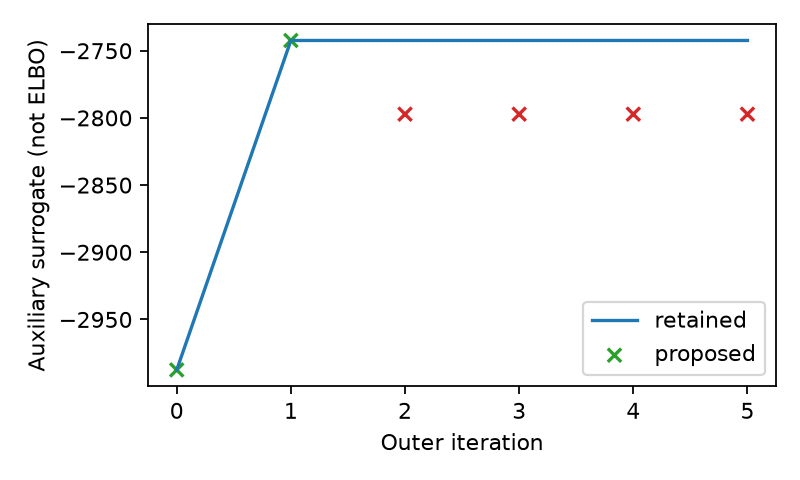 −2750
−2800
−2850
−2900
−2950
Auxiliary surrogate (not ELBO)
retained
proposed
0 1 2 3 4 5
Outer iteration